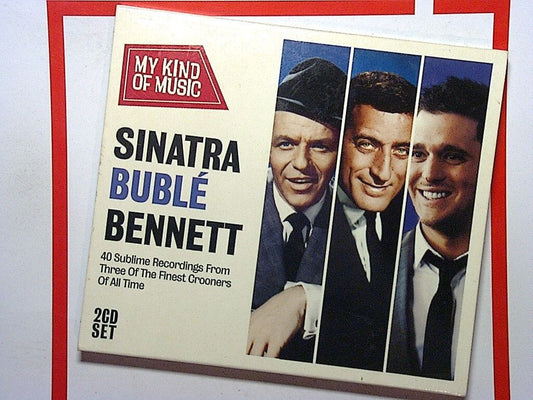 MY KIND
OF MUSIC
SINATRA
BUBLÉ
BENNETT
40 Sublime Recordings From
Three Of The Finest Crooners
Of All Time
2CD
SET